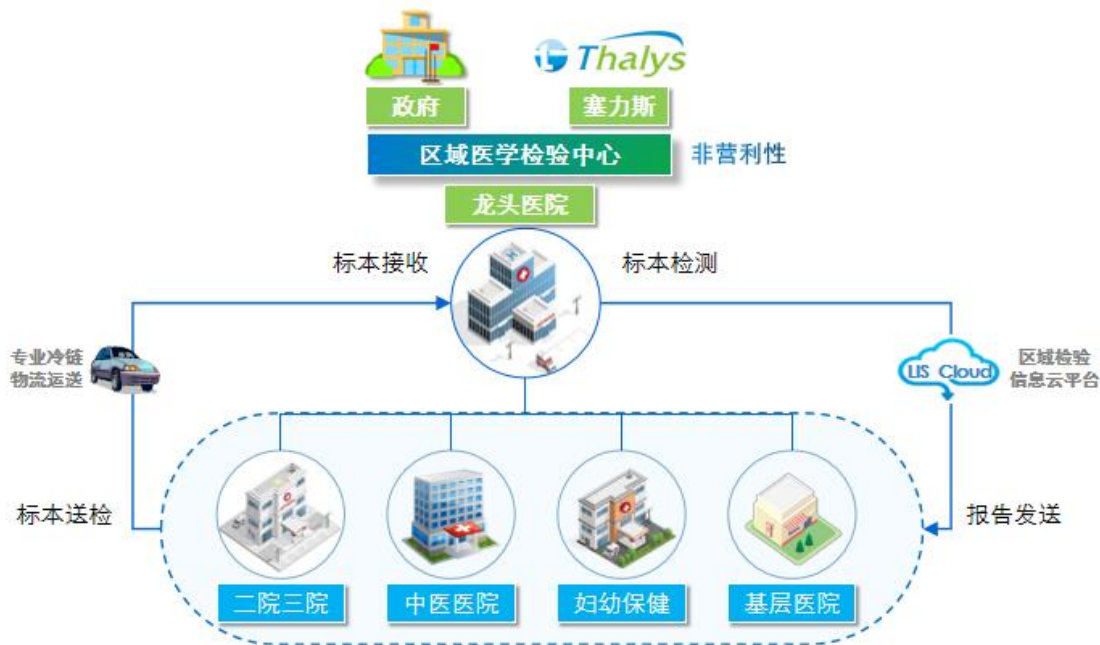 Thalys
政府
塞力斯
区域医学检验中心
非营利性
龙头医院
标本接收
标本检测
专业冷链
物流运送
LIS Cloud
区域检验
信息云平台
标本送检
报告发送
二院三院
中医医院
妇幼保健
基层医院